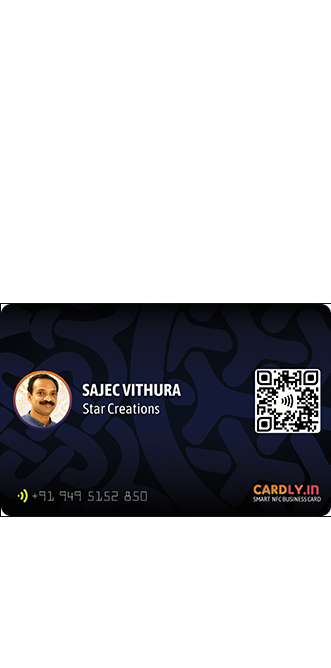 SAJEC VITHURA
Star Creations
+91 949 5152 850
CARDLY.in
SMART NFC BUSINESS CARD